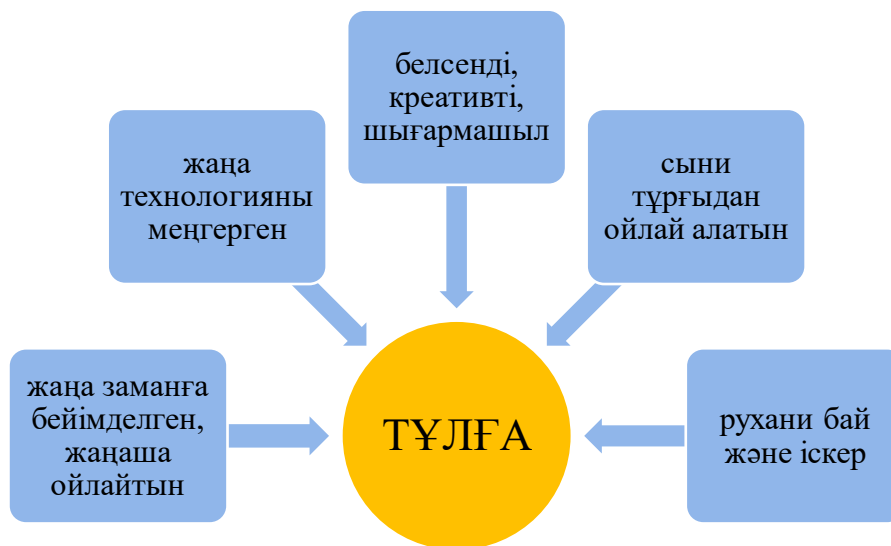 белсенді,
креативті,
шығармашыл
жаңа
технологияны
меңгерген
сыни
тұрғыдан
ойлай алатын
жаңа заманға
бейімделген,
жаңаша
ойлайтын
ТҰЛҒА
рухани бай
және іскер